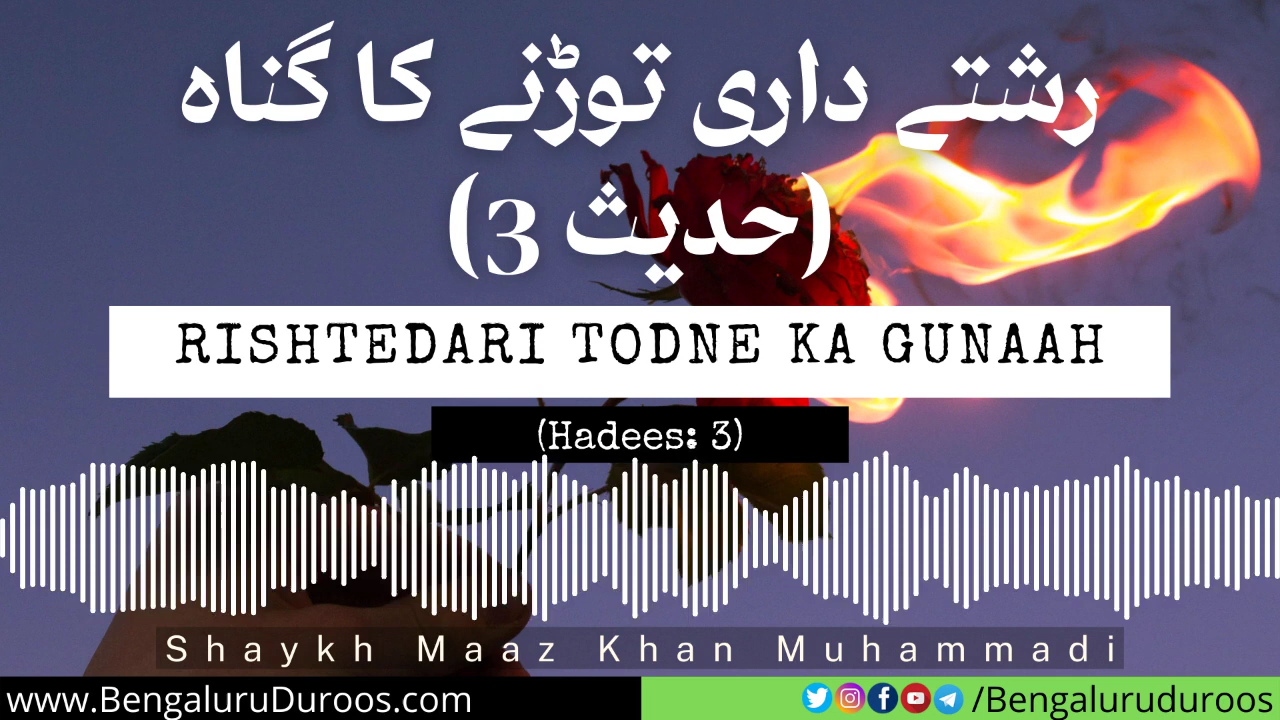 رشتے داری توڑنے کا گناہ
(حدیث 3)
RISHTEDARI TODNE KA GUNAAH
(Hadees: 3)
Shaykh Maaz Khan Muhammadi
www.BengaluruDuroos.com
/Bengaluruduroos